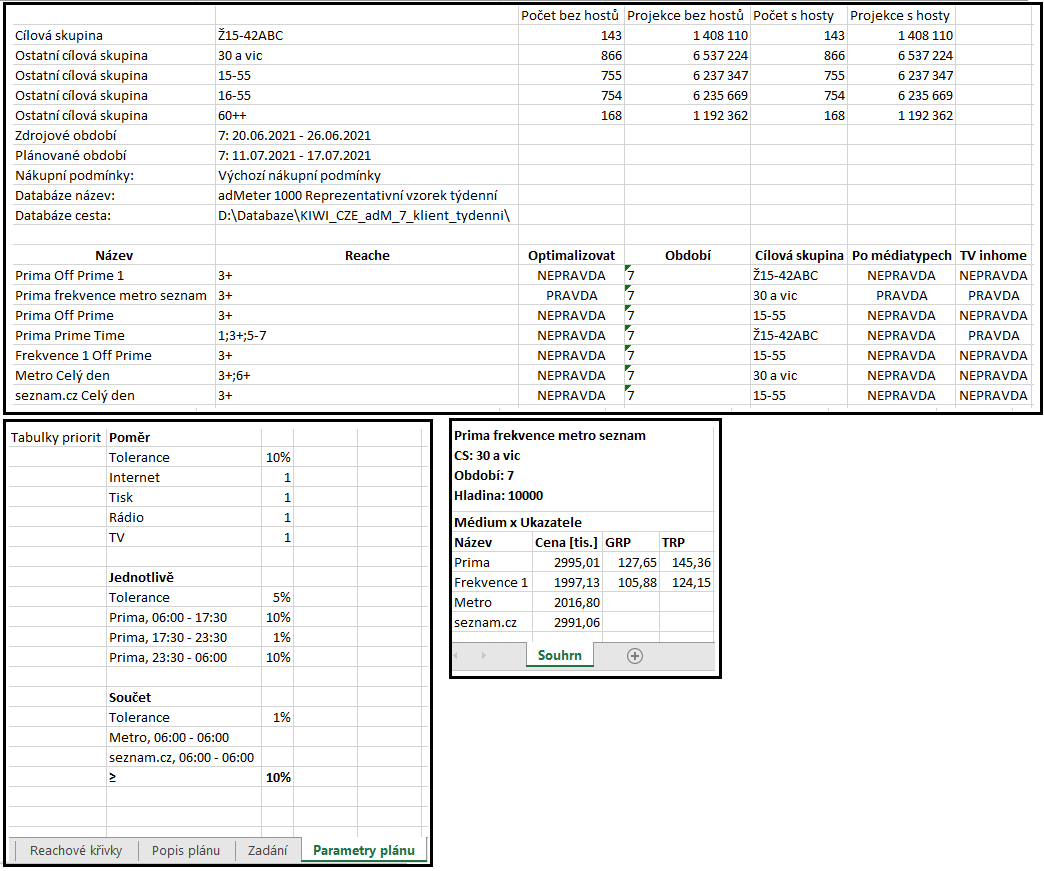 Počet bez hostů Projekce bez hostů Počet s hosty Projekce s hosty
Cílová skupina Ž15-42ABC 143 1 408 110 143 1 408 110
Ostatní cílová skupina 30 a vic 866 6 537 224 866 6 537 224
Ostatní cílová skupina 15-55 755 6 237 347 755 6 237 347
Ostatní cílová skupina 16-55 754 6 235 669 754 6 235 669
Ostatní cílová skupina 60++ 168 1 192 362 168 1 192 362
Zdrojové období 7: 20.06.2021 - 26.06.2021
Plánované období 7: 11.07.2021 - 17.07.2021
Nákupní podmínky: Výchozí nákupní podmínky
Databáze název: adMeter 1000 Reprezentativní vzorek týdenní
Databáze cesta: D:\Databaze\KIWI_CZE_adM_7_klient_tydenni\
Název Reache Optimalizovat Období Cílová skupina Po médiatypech TV inhome
Prima Off Prime 1 3+ NEPRAVDA 7 Ž15-42ABC NEPRAVDA NEPRAVDA
Prima frekvence metro seznam 3+ PRAVDA 7 30 a vic PRAVDA PRAVDA
Prima Off Prime 3+ NEPRAVDA 7 15-55 NEPRAVDA NEPRAVDA
Prima Prime Time 1;3+;5-7 NEPRAVDA 7 Ž15-42ABC NEPRAVDA PRAVDA
Frekvence 1 Off Prime 3+ NEPRAVDA 7 15-55 NEPRAVDA NEPRAVDA
Metro Celý den 3+;6+ NEPRAVDA 7 30 a vic NEPRAVDA NEPRAVDA
seznam.cz Celý den 3+ NEPRAVDA 7 15-55 NEPRAVDA NEPRAVDA
Tabulky priorit Poměr
Tolerance 10%
Internet 1
Tisk 1
Rádio 1
TV 1
Jednotlivě
Tolerance 5%
Prima, 06:00 - 17:30 10%
Prima, 17:30 - 23:30 1%
Prima, 23:30 - 06:00 10%
Součet
Tolerance 1%
Metro, 06:00 - 06:00
seznam.cz, 06:00 - 06:00
≥ 10%
Reachové křivky Popis plánu Zadání Parametry plánu
Prima frekvence metro seznam
CS: 30 a vic
Období: 7
Hladina: 10000
Médium x Ukazatele
Název Cena [tis.] GRP TRP
Prima 2995,01 127,65 145,36
Frekvence 1 1997,13 105,88 124,15
Metro 2016,80
seznam.cz 2991,06
Souhrn